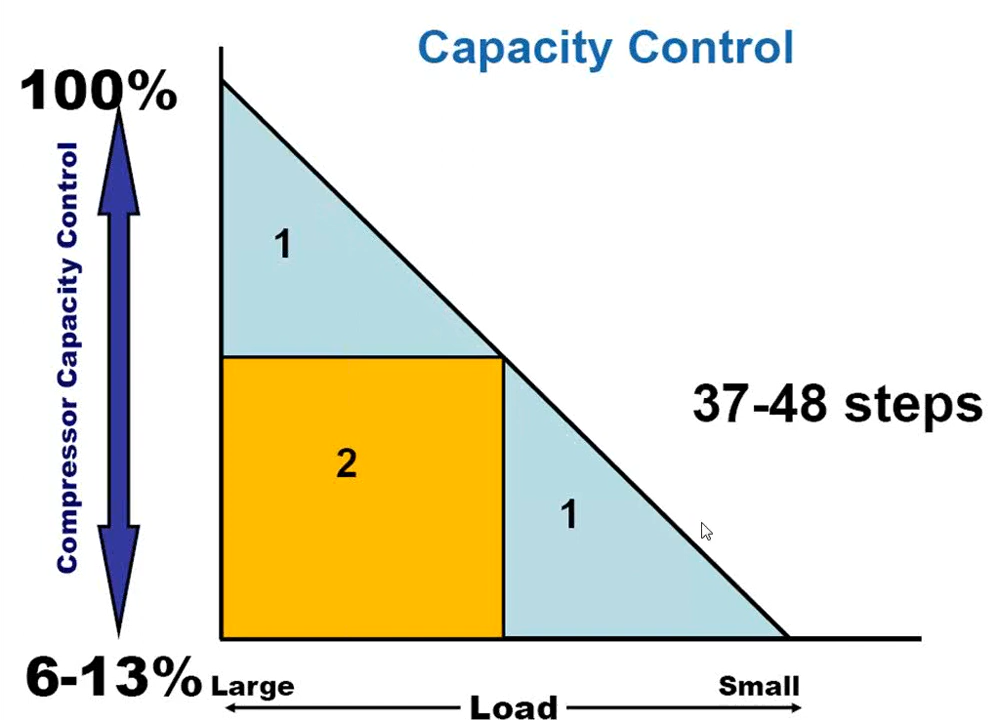 Capacity Control
100%
Compressor Capacity Control
1
2
1
37-48 steps
6-13%
Large
Small
Load